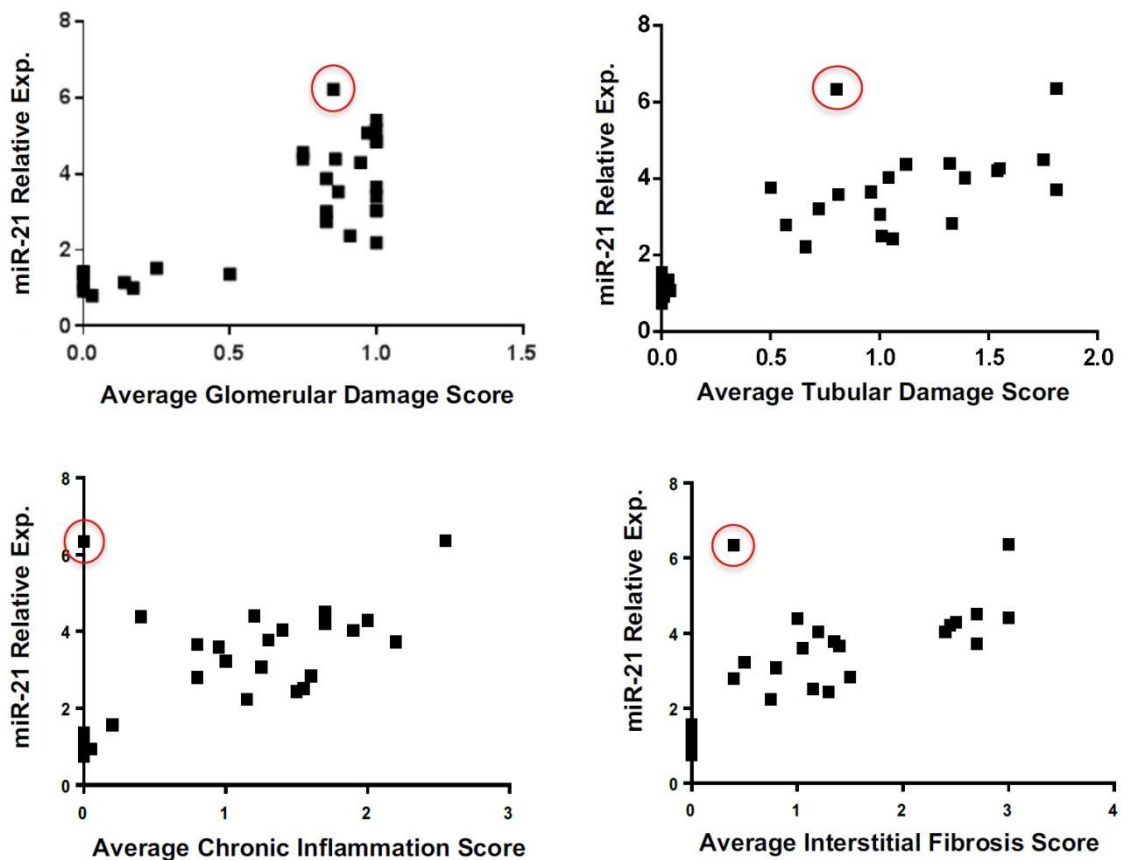 8
6
4
2
0
miR-21 Relative Exp.
0.0 0.5 1.0 1.5
Average Glomerular Damage Score
8
6
4
2
0
miR-21 Relative Exp.
0.0 0.5 1.0 1.5 2.0
Average Tubular Damage Score
8
6
4
2
0
miR-21 Relative Exp.
0 1 2 3
Average Chronic Inflammation Score
8
6
4
2
0
miR-21 Relative Exp.
0 1 2 3 4
Average Interstitial Fibrosis Score